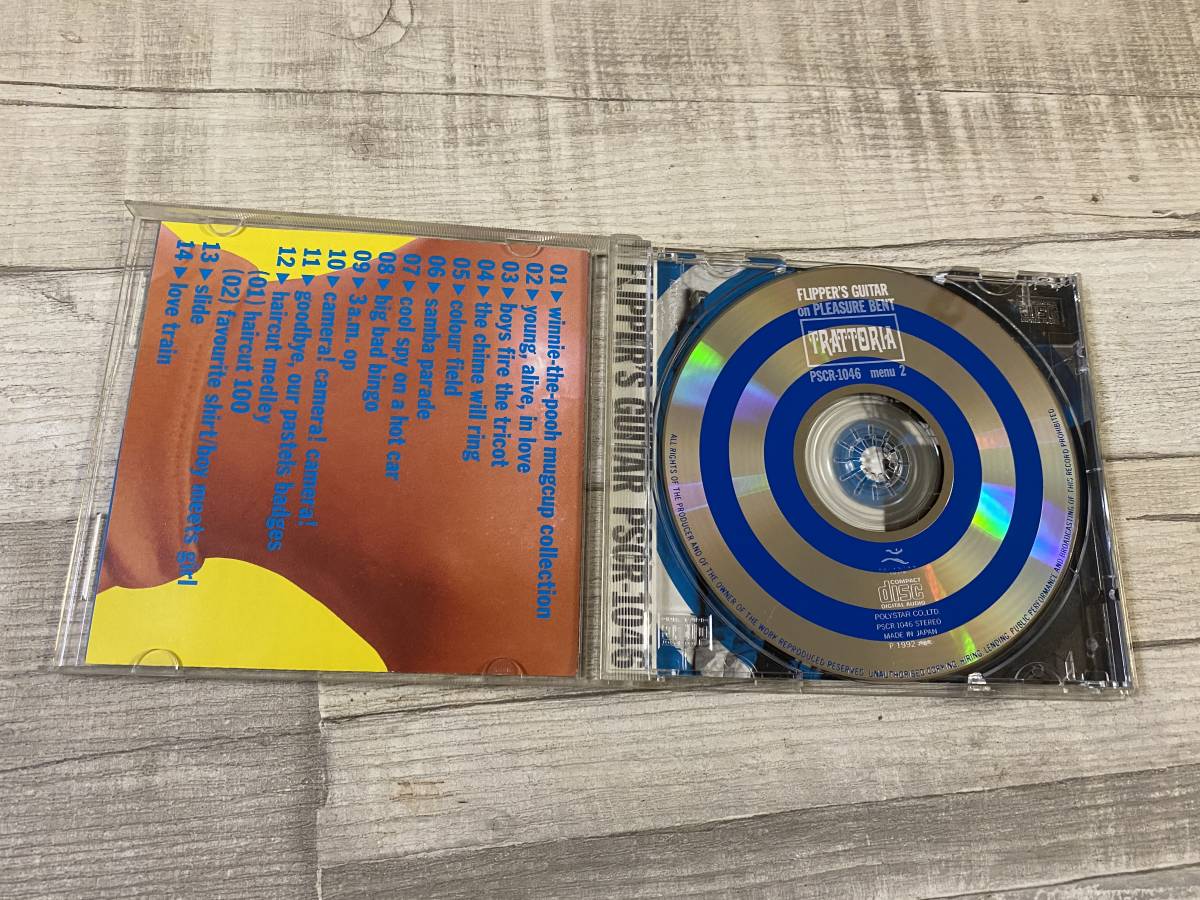 01 ▶ winnie-the-pooh mugcup collection
02 ▶ young, alive, in love
03 ▶ boys fire the tricot
04 ▶ the chime will ring
05 ▶ colour field
06 ▶ samba parade
07 ▶ cool spy on a hot car
08 ▶ big bad bingo
09 ▶ 3 a.m. op
10 ▶ camera! camera! camera!
11 ▶ goodbye, our pastels badges
12 ▶ haircut medley
(01) haircut 100
(02) favourite shirt/boy meets girl
13 ▶ slide
14 ▶ love train
FLIPPER'S GUITAR PSCR-1046
FLIPPER'S GUITAR
on PLEASURE BENT
TRATTORIA
PSCR-1046 menu 2
COMPACT
disc
DIGITAL AUDIO
POLYSTAR CO., LTD.
PSCR-1046 STEREO
MADE IN JAPAN
P 1992
ALL RIGHTS OF THE PRODUCER AND OF THE OWNER OF THE WORK REPRODUCED RESERWED. UNAUTHORISED COPYING, HIRING, LENDING, PUBLIC PERFORMANCE AND BROADCASTING OF THIS RECORD PROHIBITED
disc